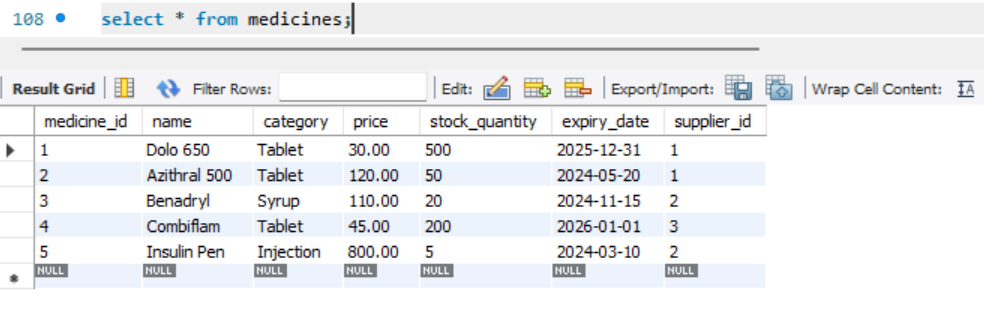 108 select * from medicines;
Result Grid Filter Rows: Edit: Export/Import: Wrap Cell Content: IA
medicine_id name category price stock_quantity expiry_date supplier_id
1 Dolo 650 Tablet 30.00 500 2025-12-31 1
2 Azithral 500 Tablet 120.00 50 2024-05-20 1
3 Benadryl Syrup 110.00 20 2024-11-15 2
4 Combiflam Tablet 45.00 200 2026-01-01 3
5 Insulin Pen Injection 800.00 5 2024-03-10 2
NULL NULL NULL NULL NULL NULL NULL